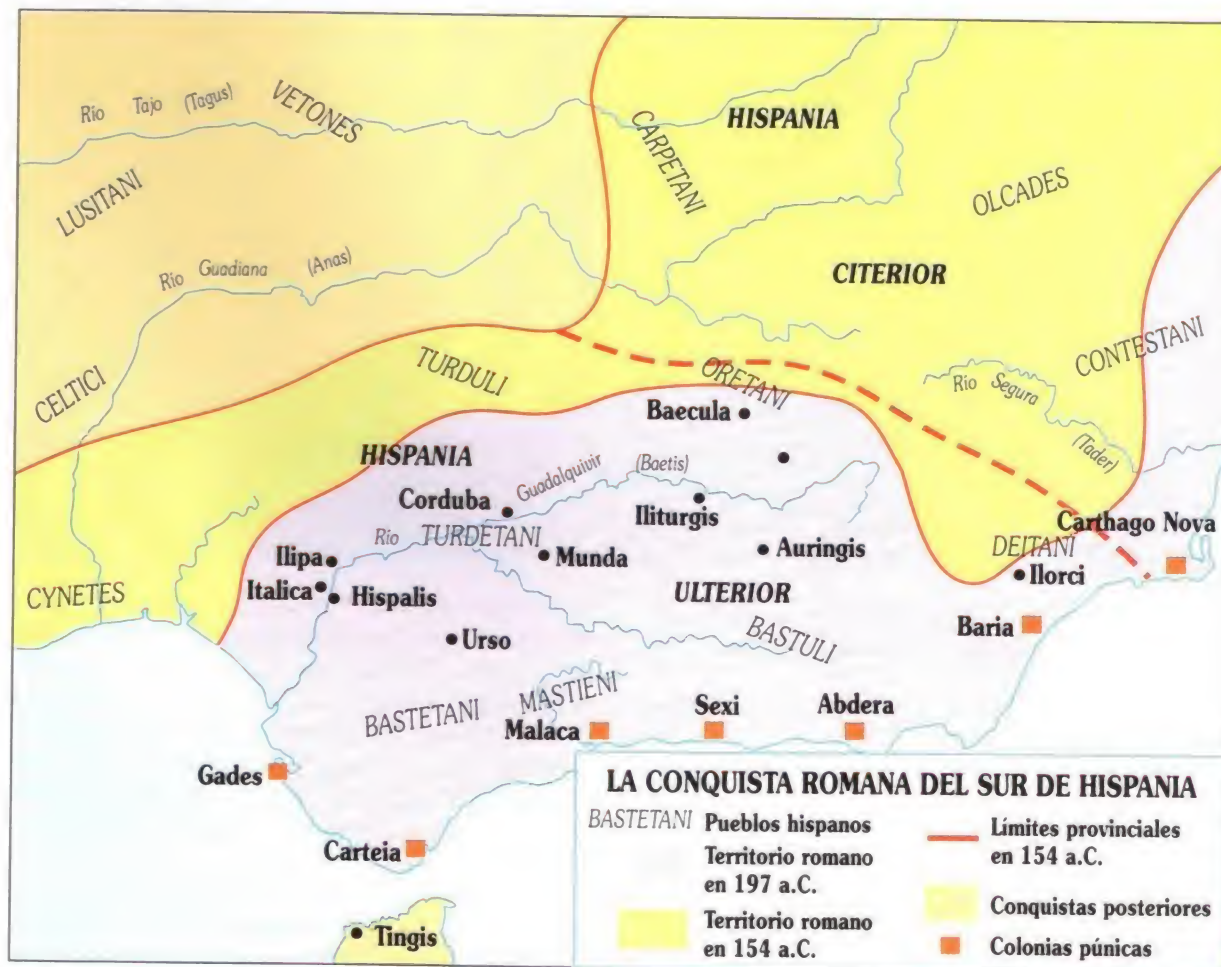 Río Tajo (Tagus)
VETONES
LUSITANI
CARPETANI
HISPANIA
OLCADES
Río Guadiana (Anas)
CITERIOR
CELTICI
TURDULI
ORETANI
CONTESTANI
Río Segura
(Tader)
Baecula
HISPANIA
Guadalquivir (Baetis)
Corduba
Iliturgis
Río
TURDETANI
Munda
Auringis
Carthago Nova
DEITANI
Ilorci
Ilipa
Italica
Hispalis
CYNETES
ULTERIOR
Baria
Urso
BASTULI
MASTIENI
BASTETANI
Malaca
Sexi
Abdera
Gades
Carteia
Tingis
LA CONQUISTA ROMANA DEL SUR DE HISPANIA
BASTETANI Pueblos hispanos
Territorio romano
en 197 a.C.
Territorio romano
en 154 a.C.
Límites provinciales
en 154 a.C.
Conquistas posteriores
Colonias púnicas